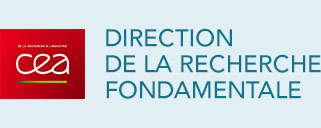 DE LA RECHERCHE À L'INDUSTRIE
cea
DIRECTION
DE LA RECHERCHE
FONDAMENTALE